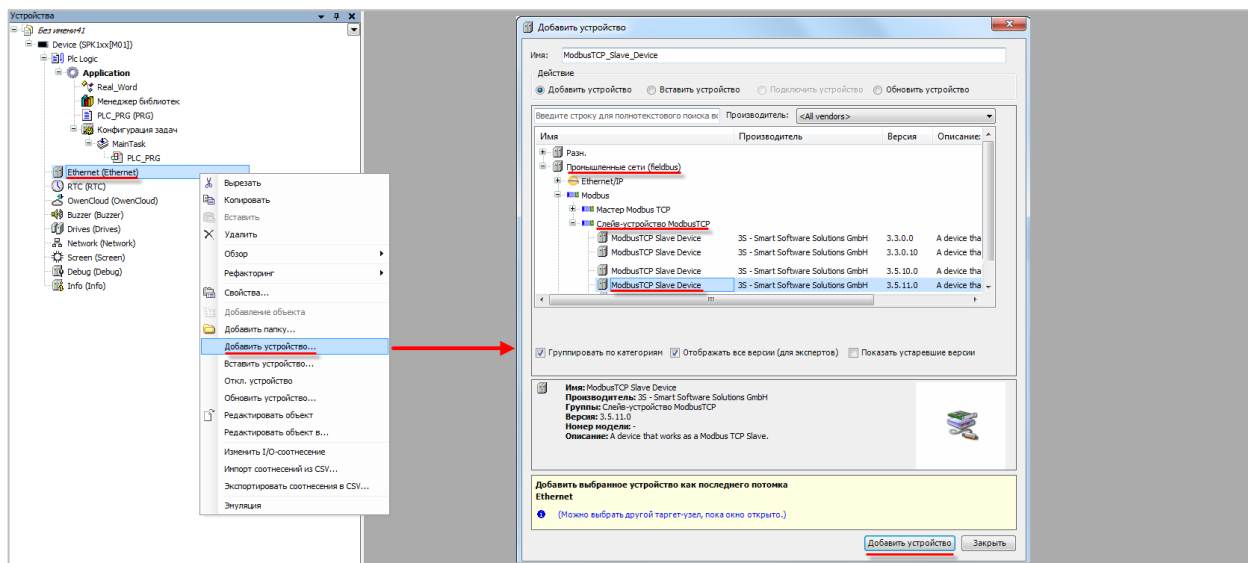 Устройства
Без имени41
Device (SPK1xx[M01])
Plc Logic
Application
Real_Word
Менеджер библиотек
PLC_PRG (PRG)
Конфигурация задач
MainTask
PLC_PRG
Ethernet (Ethernet)
RTC (RTC)
OwenCloud (OwenCloud)
Buzzer (Buzzer)
Drives (Drives)
Network (Network)
Screen (Screen)
Debug (Debug)
Info (Info)
Вырезать
Копировать
Вставить
Удалить
Обзор
Рефакторинг
Свойства...
Добавление объекта
Добавить папку...
Добавить устройство...
Вставить устройство...
Откл. устройство
Обновить устройство...
Редактировать объект
Редактировать объект в...
Изменить I/O-соотнесение
Импорт соотнесений из CSV...
Экспортировать соотнесения в CSV...
Эмуляция
Добавить устройство
Имя: ModbusTCP_Slave_Device
Действие
Добавить устройство Вставить устройство Подключить устройство Обновить устройство
Введите строку для полнотекстового поиска вс Производитель: <All vendors>
Имя Производитель Версия Описание:
Разн.
Промышленные сети (fieldbus)
Ethernet/IP
Modbus
Мастер Modbus TCP
Слейв-устройство ModbusTCP
ModbusTCP Slave Device 3S - Smart Software Solutions GmbH 3.3.0.0 A device tha
ModbusTCP Slave Device 3S - Smart Software Solutions GmbH 3.3.0.10 A device tha
ModbusTCP Slave Device 3S - Smart Software Solutions GmbH 3.5.10.0 A device tha
ModbusTCP Slave Device 3S - Smart Software Solutions GmbH 3.5.11.0 A device tha
Группировать по категориям Отображать все версии (для экспертов) Показать устаревшие версии
Имя: ModbusTCP Slave Device
Производитель: 3S - Smart Software Solutions GmbH
Группы: Слейв-устройство ModbusTCP
Версия: 3.5.11.0
Номер модели: -
Описание: A device that works as a Modbus TCP Slave.
Добавить выбранное устройство как последнего потомка
Ethernet
(Можно выбрать другой таргет-узел, пока окно открыто.)
Добавить устройство Закрыть